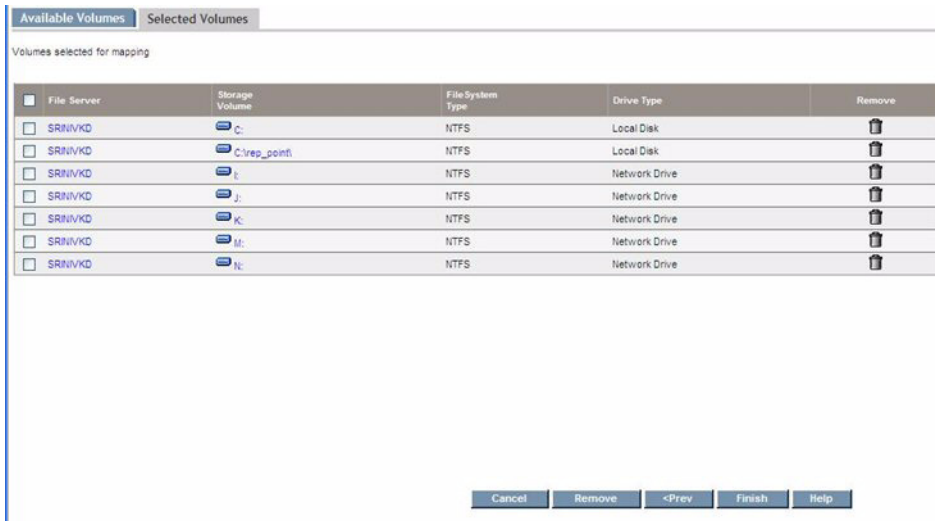 Available Volumes Selected Volumes
Volumes selected for mapping
File Server Storage Volume FileSystem Type Drive Type Remove
SRINIVKD C: NTFS Local Disk
SRINIVKD C:\rep_point\ NTFS Local Disk
SRINIVKD I: NTFS Network Drive
SRINIVKD J: NTFS Network Drive
SRINIVKD K: NTFS Network Drive
SRINIVKD M: NTFS Network Drive
SRINIVKD N: NTFS Network Drive
Cancel Remove <Prev Finish Help